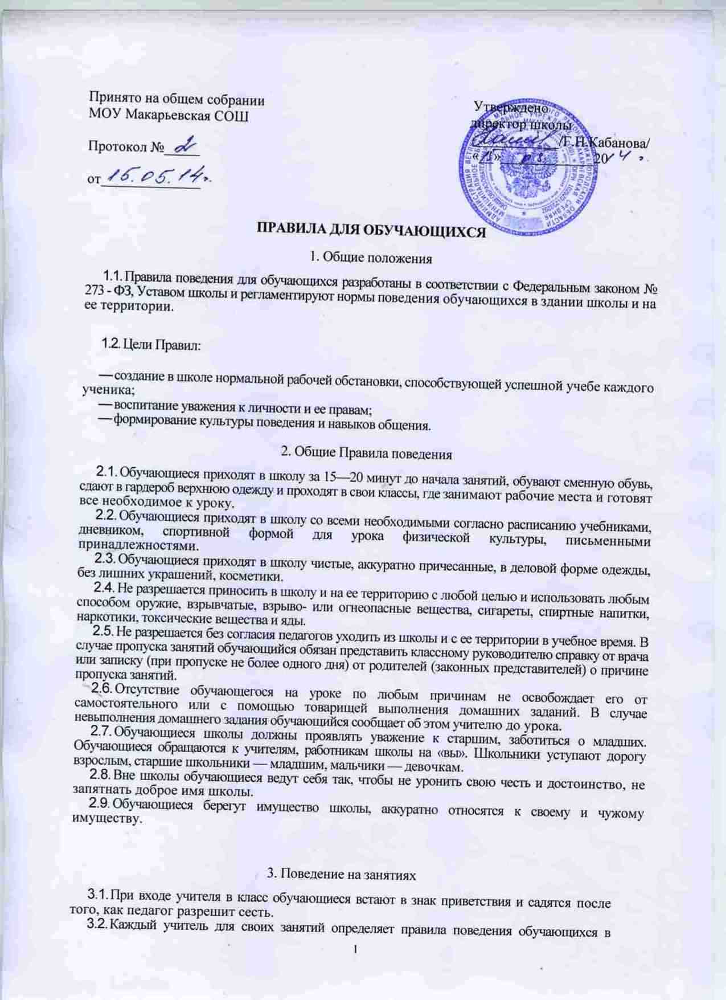 Принято на общем собрании
МОУ Макарьевская СОШ
Протокол № 2
от 15.05.14г.
Утверждено
директор школы
/Г.Н.Кабанова/
«15» 2014 г.
ПРАВИЛА ДЛЯ ОБУЧАЮЩИХСЯ
1. Общие положения
1.1. Правила поведения для обучающихся разработаны в соответствии с Федеральным законом №
273 - ФЗ, Уставом школы и регламентируют нормы поведения обучающихся в здании школы и на
ее территории.
1.2. Цели Правил:
—создание в школе нормальной рабочей обстановки, способствующей успешной учебе каждого
ученика;
—воспитание уважения к личности и ее правам;
—формирование культуры поведения и навыков общения.
2. Общие Правила поведения
2.1. Обучающиеся приходят в школу за 15—20 минут до начала занятий, обувают сменную обувь,
сдают в гардероб верхнюю одежду и проходят в свои классы, где занимают рабочие места и готовят
все необходимое к уроку.
2.2. Обучающиеся приходят в школу со всеми необходимыми согласно расписанию учебниками,
дневником, спортивной формой для урока физической культуры, письменными
принадлежностями.
2.3. Обучающиеся приходят в школу чистые, аккуратно причесанные, в деловой форме одежды,
без лишних украшений, косметики.
2.4. Не разрешается приносить в школу и на ее территорию с любой целью и использовать любым
способом оружие, взрывчатые, взрыво- или огнеопасные вещества, сигареты, спиртные напитки,
наркотики, токсические вещества и яды.
2.5. Не разрешается без согласия педагогов уходить из школы и с ее территории в учебное время. В
случае пропуска занятий обучающийся обязан представить классному руководителю справку от врача
или записку (при пропуске не более одного дня) от родителей (законных представителей) о причине
пропуска занятий.
2.6. Отсутствие обучающегося на уроке по любым причинам не освобождает его от
самостоятельного или с помощью товарищей выполнения домашних заданий. В случае
невыполнения домашнего задания обучающийся сообщает об этом учителю до урока.
2.7. Обучающиеся школы должны проявлять уважение к старшим, заботиться о младших.
Обучающиеся обращаются к учителям, работникам школы на «вы». Школьники уступают дорогу
взрослым, старшие школьники — младшим, мальчики — девочкам.
2.8. Вне школы обучающиеся ведут себя так, чтобы не уронить свою честь и достоинство, не
запятнать доброе имя школы.
2.9. Обучающиеся берегут имущество школы, аккуратно относятся к своему и чужому
имуществу.
3. Поведение на занятиях
3.1. При входе учителя в класс обучающиеся встают в знак приветствия и садятся после
того, как педагог разрешит сесть.
3.2. Каждый учитель для своих занятий определяет правила поведения обучающихся в
1